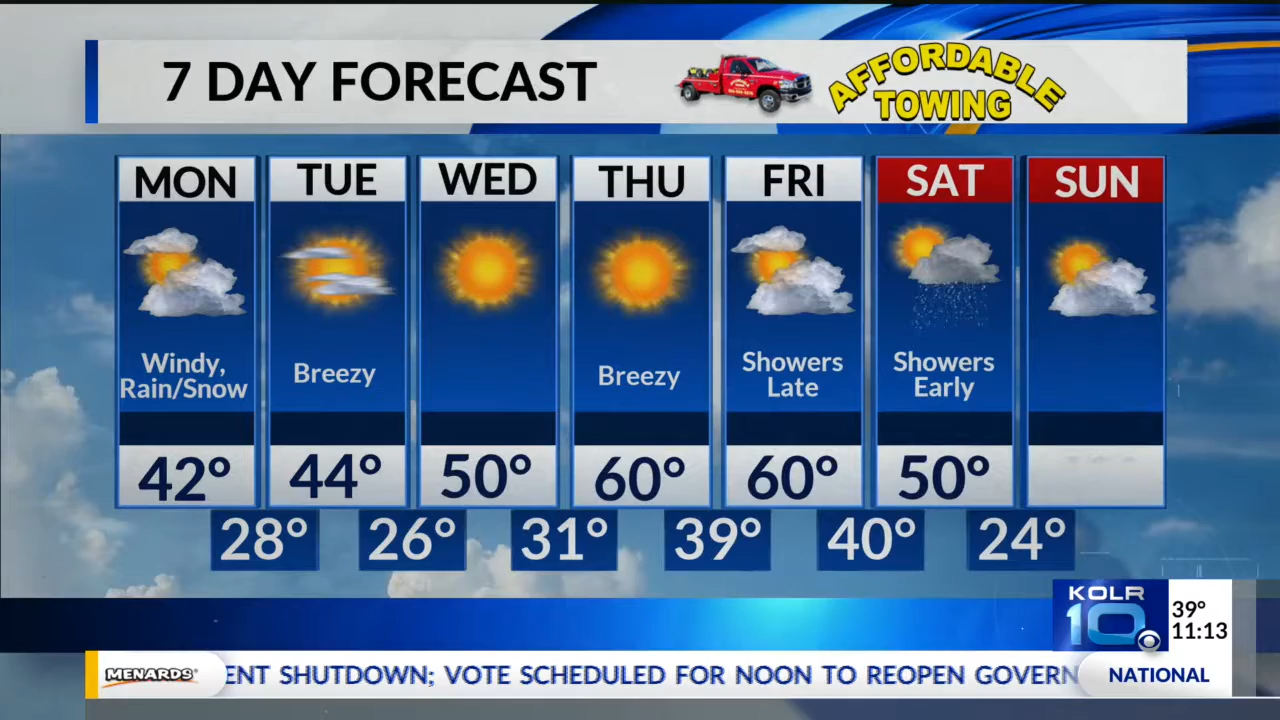 7 DAY FORECAST
AFFORDABLE
TOWING
MON
TUE
WED
THU
FRI
SAT
SUN
Windy,
Rain/Snow
Breezy
Breezy
Showers
Late
Showers
Early
42°
44°
50°
60°
60°
50°
28°
26°
31°
39°
40°
24°
KOLR
10
39°
11:13
MENARDS
ENT SHUTDOWN; VOTE SCHEDULED FOR NOON TO REOPEN GOVERN
NATIONAL